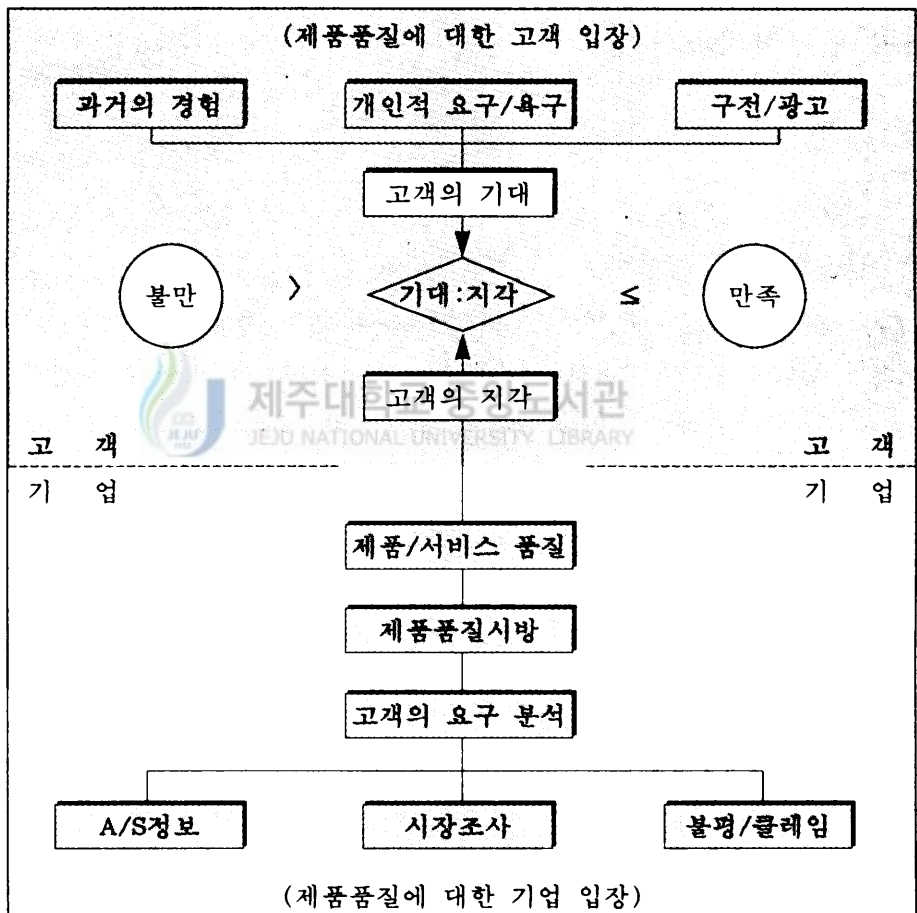 (제품품질에 대한 고객 입장)
과거의 경험 개인적 요구/욕구 구전/광고
고객의 기대
불만 > 기대:지각 ≤ 만족
고객의 지각
제주대학교 중앙도서관
JEJU NATIONAL UNIVERSITY LIBRARY
고 객 고 객
기 업 기 업
제품/서비스 품질
제품품질시방
고객의 요구 분석
A/S정보 시장조사 불평/클레임
(제품품질에 대한 기업 입장)